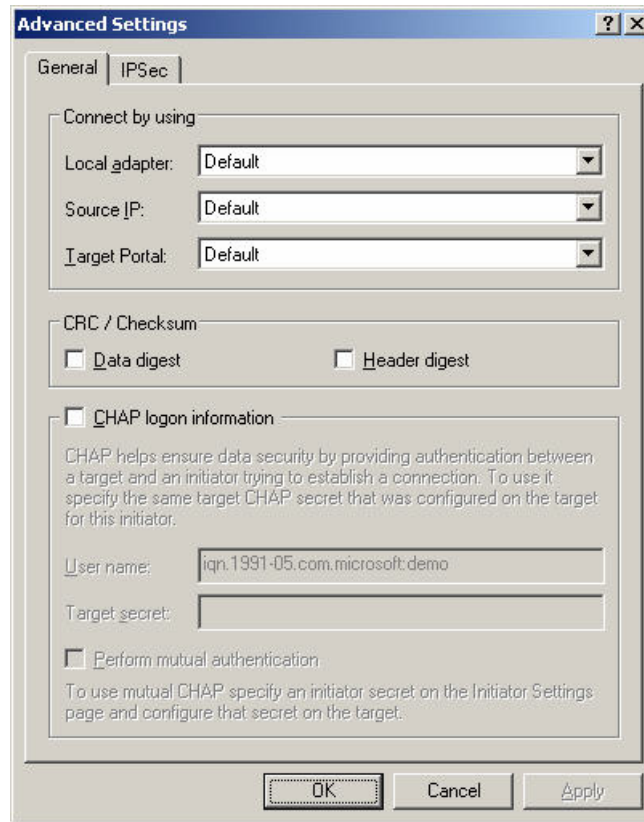 Advanced Settings
General
IPSec
Connect by using
Local adapter: Default
Source IP: Default
Target Portal: Default
CRC / Checksum
Data digest Header digest
CHAP logon information
CHAP helps ensure data security by providing authentication between
a target and an initiator trying to establish a connection. To use it
specify the same target CHAP secret that was configured on the target
for this initiator.
User name: iqn.1991-05.com.microsoft:demo
Target secret:
Perform mutual authentication
To use mutual CHAP specify an initiator secret on the Initiator Settings
page and configure that secret on the target.
OK Cancel Apply